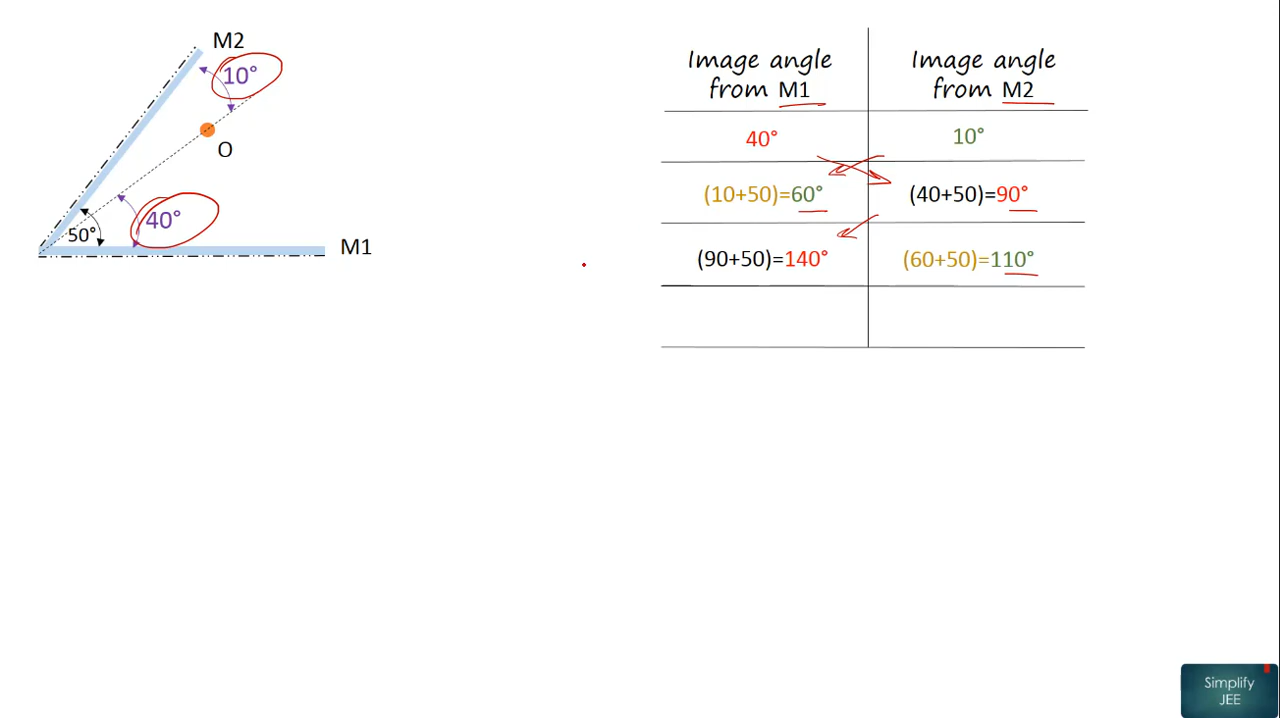 M2
10°
O
40°
50°
M1
Image angle
from M1
Image angle
from M2
40°
10°
(10+50)=60°
(40+50)=90°
(90+50)=140°
(60+50)=110°
Simplify
JEE